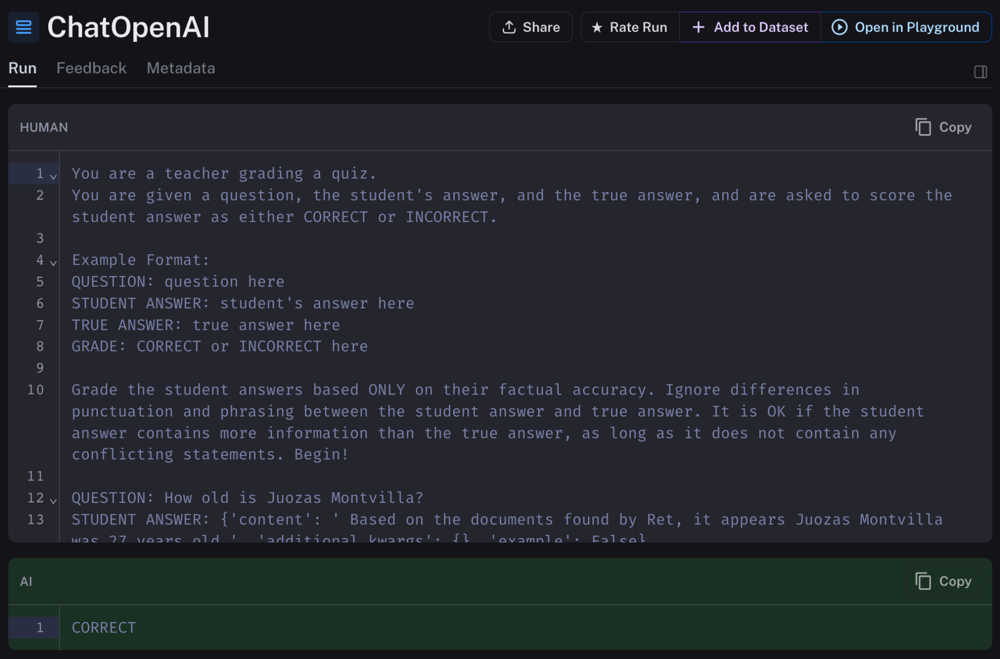 ChatOpenAI
Share
Rate Run
Add to Dataset
Open in Playground
Run
Feedback
Metadata
HUMAN
Copy
1
You are a teacher grading a quiz.
2
You are given a question, the student's answer, and the true answer, and are asked to score the
student answer as either CORRECT or INCORRECT.
3
4
Example Format:
5
QUESTION: question here
6
STUDENT ANSWER: student's answer here
7
TRUE ANSWER: true answer here
8
GRADE: CORRECT or INCORRECT here
9
10
Grade the student answers based ONLY on their factual accuracy. Ignore differences in
punctuation and phrasing between the student answer and true answer. It is OK if the student
answer contains more information than the true answer, as long as it does not contain any
conflicting statements. Begin!
11
12
QUESTION: How old is Juozas Montvilla?
13
STUDENT ANSWER: {'content': ' Based on the documents found by Ret, it appears Juozas Montvilla
was 27 years old.', 'additional_kwargs': {}, 'example': False}
AI
Copy
1
CORRECT